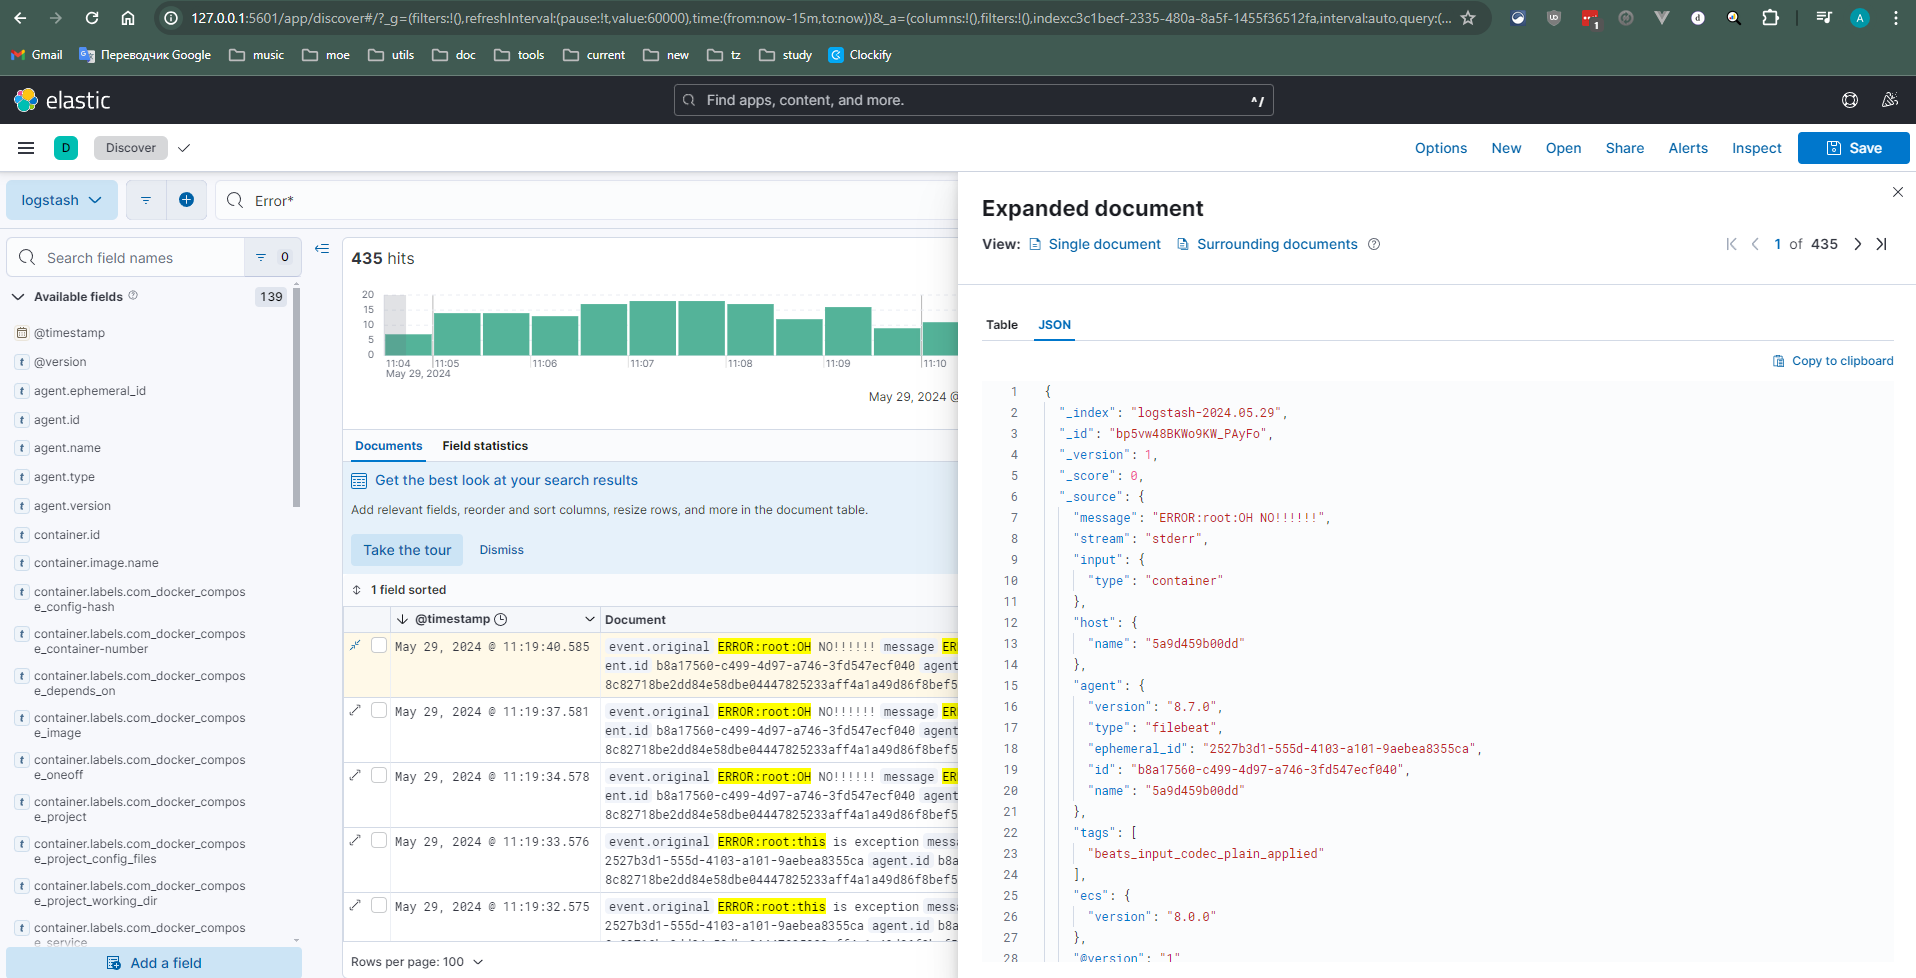 127.0.0.1:5601/app/discover#/?_g=(filters:!(),refreshInterval:(pause:!t,value:60000),time:(from:now-15m,to:now))&_a=(columns:!(),filters:!(),index:c3c1becf-2335-480a-8a5f-1455f36512fa,interval:auto,query:(...
1
A
Gmail
Переводчик Google
music
moe
utils
doc
tools
current
new
tz
study
Clockify
elastic
Find apps, content, and more.
^/
D
Discover
Options
New
Open
Share
Alerts
Inspect
Save
logstash
Error*
Search field names
0
Available fields
139
@timestamp
t @version
t agent.ephemeral_id
t agent.id
t agent.name
t agent.type
t agent.version
t container.id
t container.image.name
t container.labels.com_docker_compos
e_config-hash
t container.labels.com_docker_compos
e_container-number
t container.labels.com_docker_compos
e_depends_on
t container.labels.com_docker_compos
e_image
t container.labels.com_docker_compos
e_oneoff
t container.labels.com_docker_compos
e_project
t container.labels.com_docker_compos
e_project_config_files
t container.labels.com_docker_compos
e_project_working_dir
t container.labels.com_docker_compos
e_service
Add a field
435 hits
20
15
10
5
0
11:04
11:05
11:06
11:07
11:08
11:09
11:10
May 29, 2024
May 29, 2024 @
Documents
Field statistics
Get the best look at your search results
Add relevant fields, reorder and sort columns, resize rows, and more in the document table.
Take the tour
Dismiss
1 field sorted
@timestamp
Document
May 29, 2024 @ 11:19:40.585
event.original ERROR:root:OH NO!!!!!! message ER
ent.id b8a17560-c499-4d97-a746-3fd547ecf040 agent
8c82718be2dd84e58dbe04447825233aff4a1a49d86f8bef5
May 29, 2024 @ 11:19:37.581
event.original ERROR:root:OH NO!!!!!! message ER
ent.id b8a17560-c499-4d97-a746-3fd547ecf040 agent
8c82718be2dd84e58dbe04447825233aff4a1a49d86f8bef5
May 29, 2024 @ 11:19:34.578
event.original ERROR:root:OH NO!!!!!! message ER
ent.id b8a17560-c499-4d97-a746-3fd547ecf040 agent
8c82718be2dd84e58dbe04447825233aff4a1a49d86f8bef5
May 29, 2024 @ 11:19:33.576
event.original ERROR:root:this is exception messa
2527b3d1-555d-4103-a101-9aebea8355ca agent.id b8a
8c82718be2dd84e58dbe04447825233aff4a1a49d86f8bef5
May 29, 2024 @ 11:19:32.575
event.original ERROR:root:this is exception messa
2527b3d1-555d-4103-a101-9aebea8355ca agent.id b8a
Rows per page: 100
Expanded document
View: Single document Surrounding documents
1 of 435
Table
JSON
Copy to clipboard
1 {
2 "_index": "logstash-2024.05.29",
3 "_id": "bp5vw48BKWo9KW_PAyFo",
4 "_version": 1,
5 "_score": 0,
6 "_source": {
7 "message": "ERROR:root:OH NO!!!!!!",
8 "stream": "stderr",
9 "input": {
10 "type": "container"
11 },
12 "host": {
13 "name": "5a9d459b00dd"
14 },
15 "agent": {
16 "version": "8.7.0",
17 "type": "filebeat",
18 "ephemeral_id": "2527b3d1-555d-4103-a101-9aebea8355ca",
19 "id": "b8a17560-c499-4d97-a746-3fd547ecf040",
20 "name": "5a9d459b00dd"
21 },
22 "tags": [
23 "beats_input_codec_plain_applied"
24 ],
25 "ecs": {
26 "version": "8.0.0"
27 },
28 "@version": "1"